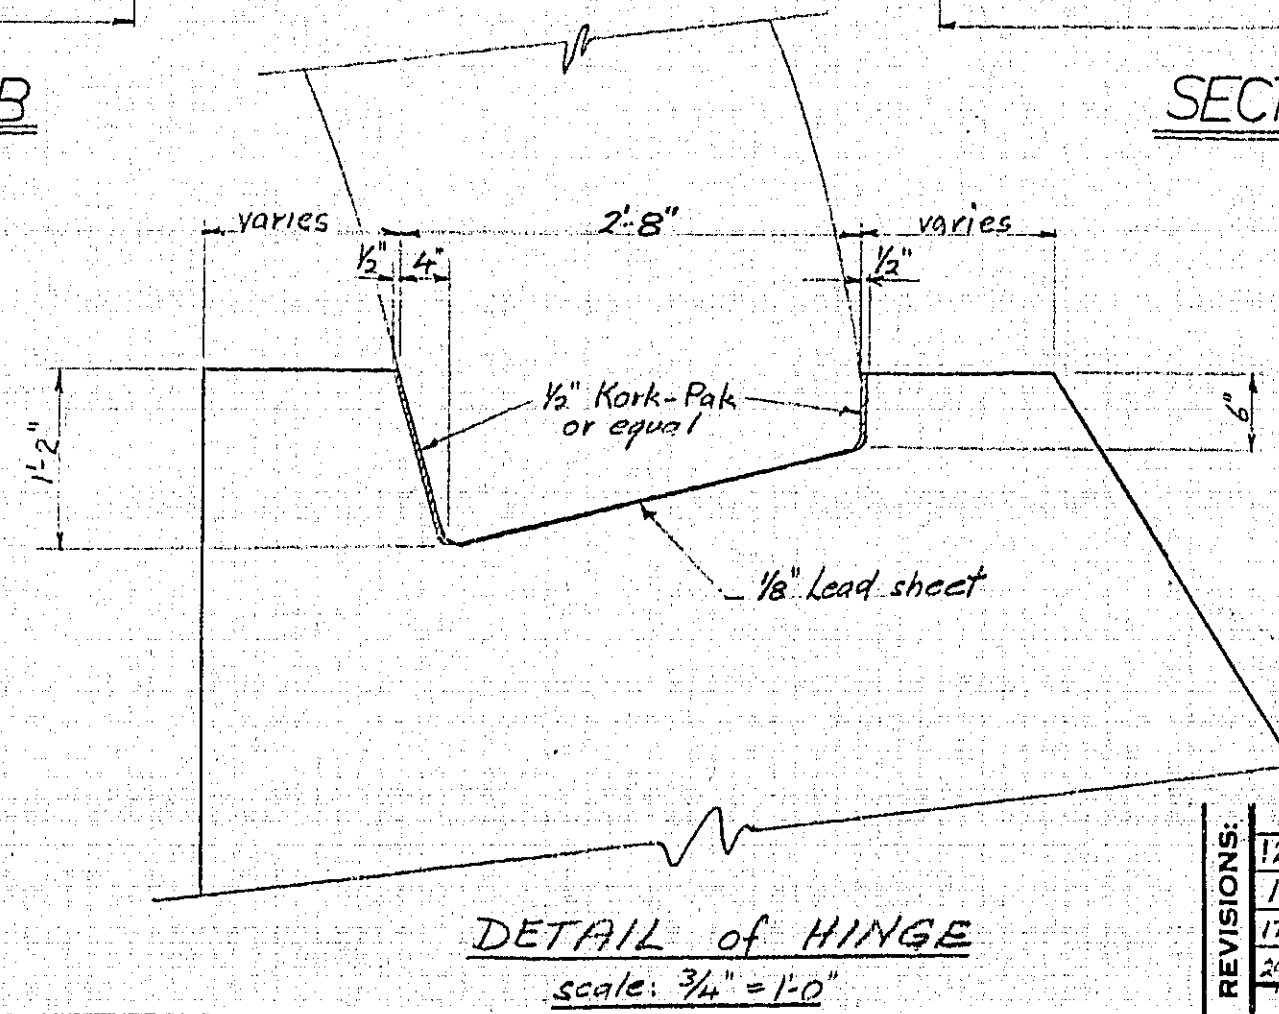 B
SECT
varies
2'-8"
varies
½"
4"
½"
½" Kork-Pak
or equal
1'-2"
6"
⅛" Lead sheet
DETAIL of HINGE
scale: ¾" = 1'-0"
REVISIONS: